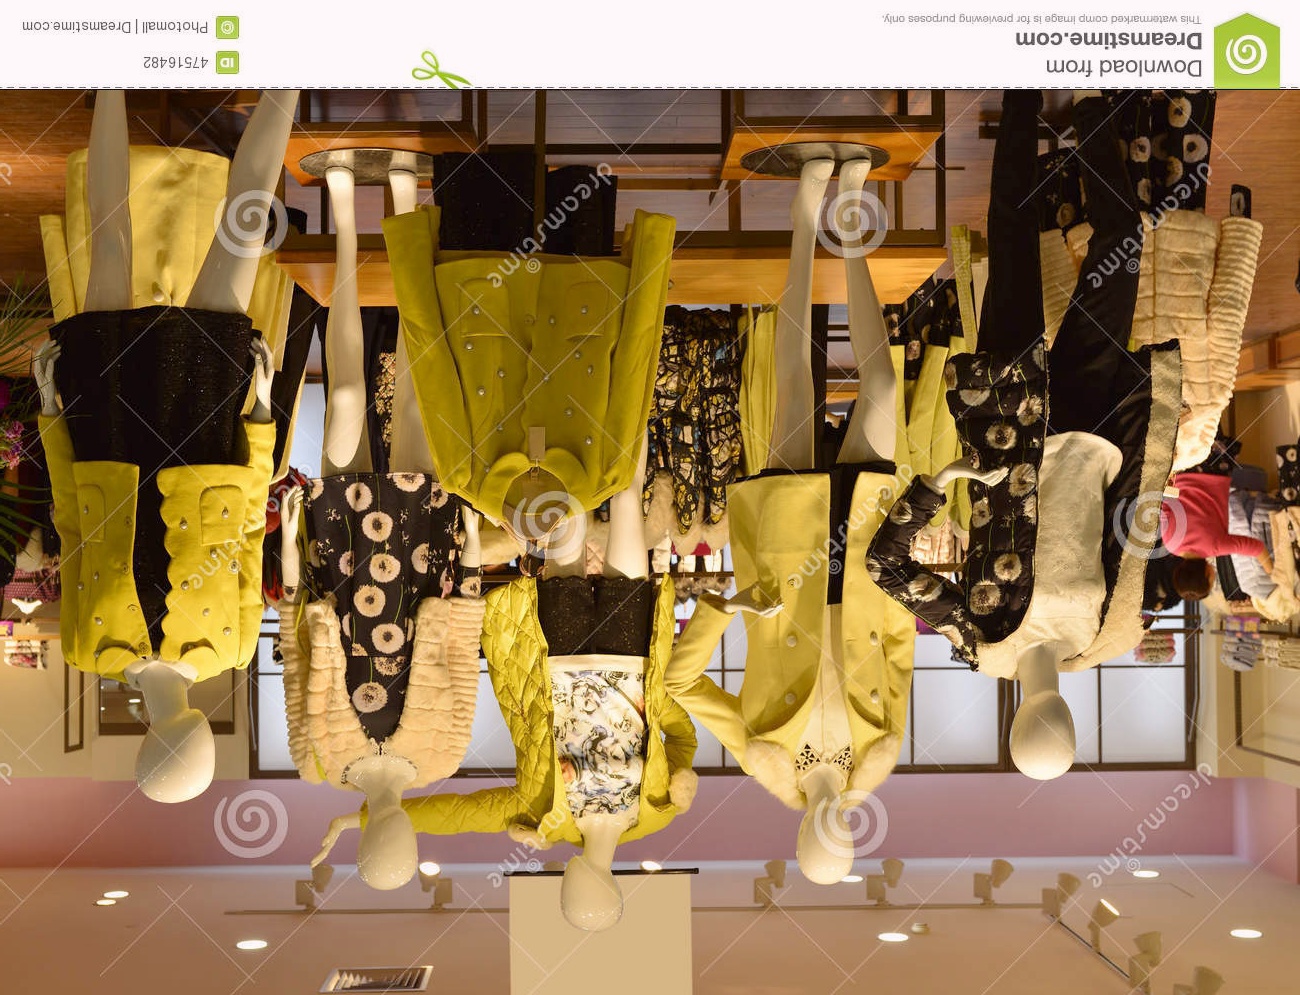 dreamstime
dreamstime
dreamstime
dreamstime
dreamstime
dreamstime
Download from
Dreamstime.com
This watermarked comp image is for previewing purposes only.
ID
47516482
© Photomall | Dreamstime.com